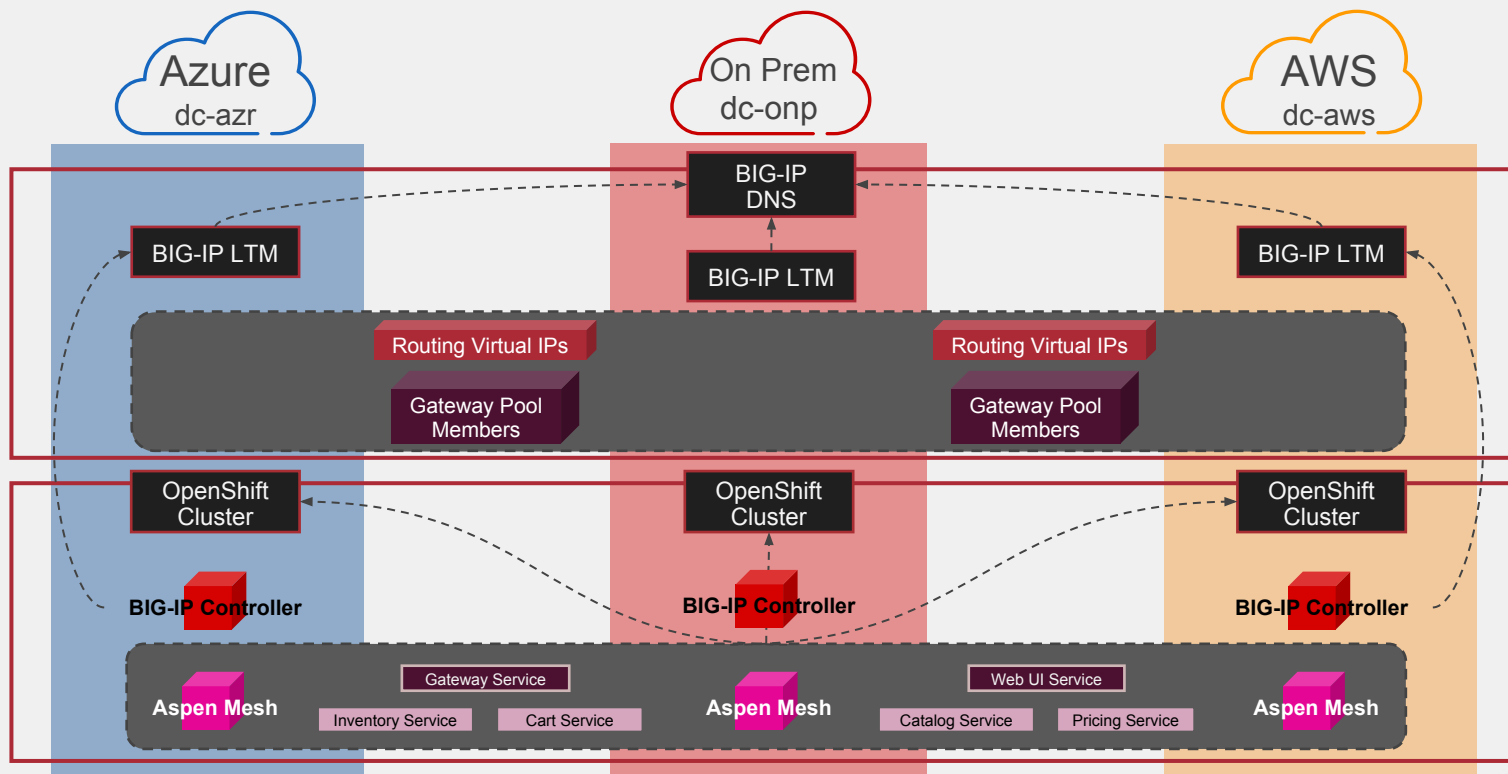 Azure
dc-azr
On Prem
dc-onp
AWS
dc-aws
BIG-IP
DNS
BIG-IP LTM
BIG-IP LTM
BIG-IP LTM
Routing Virtual IPs
Routing Virtual IPs
Gateway Pool
Members
Gateway Pool
Members
OpenShift
Cluster
OpenShift
Cluster
OpenShift
Cluster
BIG-IP Controller
BIG-IP Controller
BIG-IP Controller
Gateway Service
Web UI Service
Aspen Mesh
Inventory Service
Cart Service
Aspen Mesh
Catalog Service
Pricing Service
Aspen Mesh